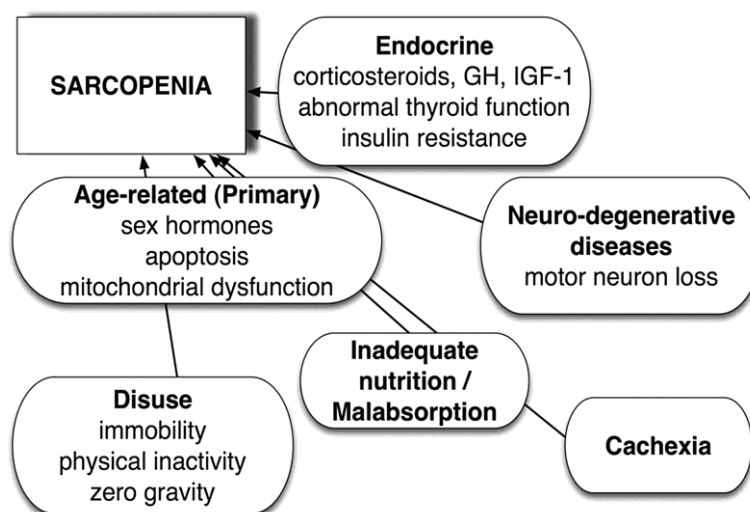 SARCOPENIA
Endocrine
corticosteroids, GH, IGF-1
abnormal thyroid function
insulin resistance
Age-related (Primary)
sex hormones
apoptosis
mitochondrial dysfunction
Neuro-degenerative
diseases
motor neuron loss
Inadequate
nutrition /
Malabsorption
Disuse
immobility
physical inactivity
zero gravity
Cachexia